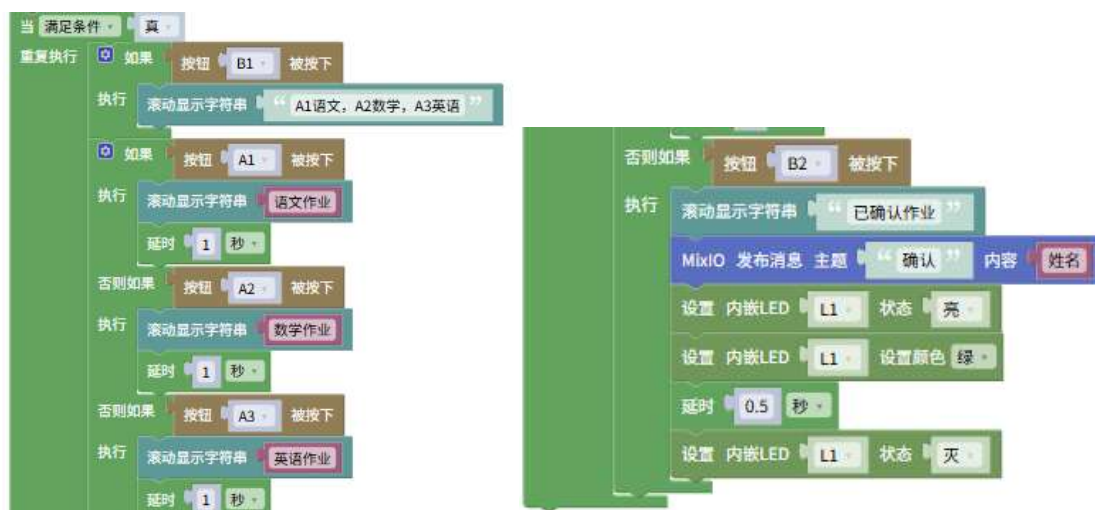 当 满足条件 真
重复执行 如果 按钮 B1 被按下
执行 滚动显示字符串 “ A1语文，A2数学，A3英语 ”
如果 按钮 A1 被按下
执行 滚动显示字符串 语文作业
延时 1 秒
否则如果 按钮 A2 被按下
执行 滚动显示字符串 数学作业
延时 1 秒
否则如果 按钮 A3 被按下
执行 滚动显示字符串 英语作业
延时 1 秒
否则如果 按钮 B2 被按下
执行 滚动显示字符串 “ 已确认作业 ”
MixIO 发布消息 主题 “ 确认 ” 内容 姓名
设置 内嵌LED L1 状态 亮
设置 内嵌LED L1 设置颜色 绿
延时 0.5 秒
设置 内嵌LED L1 状态 灭